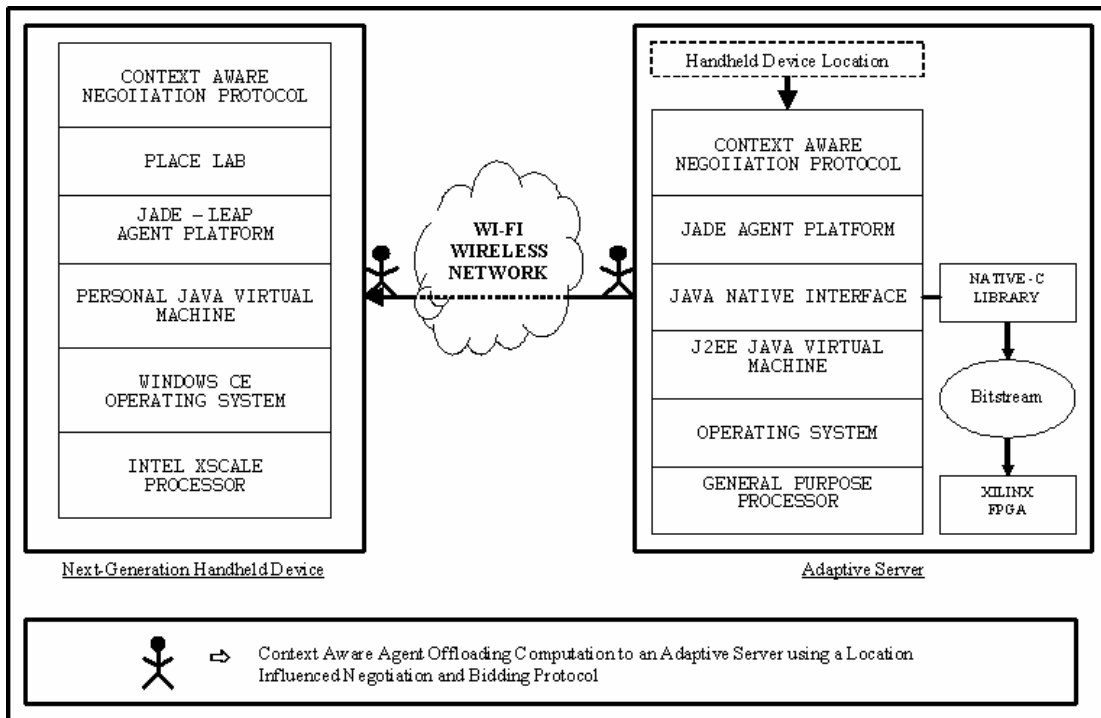 CONTEXT AWARE
NEGOIIATION PROTOCOL
PLACE LAB
JADE – LEAP
AGENT PLATFORM
PERSONAL JAVA VIRTUAL
MACHINE
WINDOWS CE
OPERATING SYSTEM
INTEL XSCALE
PROCESSOR
Next-Generation Handheld Device
WI-FI
WIRELESS
NETWORK
Handheld Device Location
CONTEXT AWARE
NEGOIIATION PROTOCOL
JADE AGENT PLATFORM
JAVA NATIVE INTERFACE
J2EE JAVA VIRTUAL
MACHINE
OPERATING SYSTEM
GENERAL PURPOSE
PROCESSOR
NATIVE-C
LIBRARY
Bitstream
XILINX
FPGA
Adaptive Server
⇨ Context Aware Agent Offloading Computation to an Adaptive Server using a Location
Influenced Negotiation and Bidding Protocol